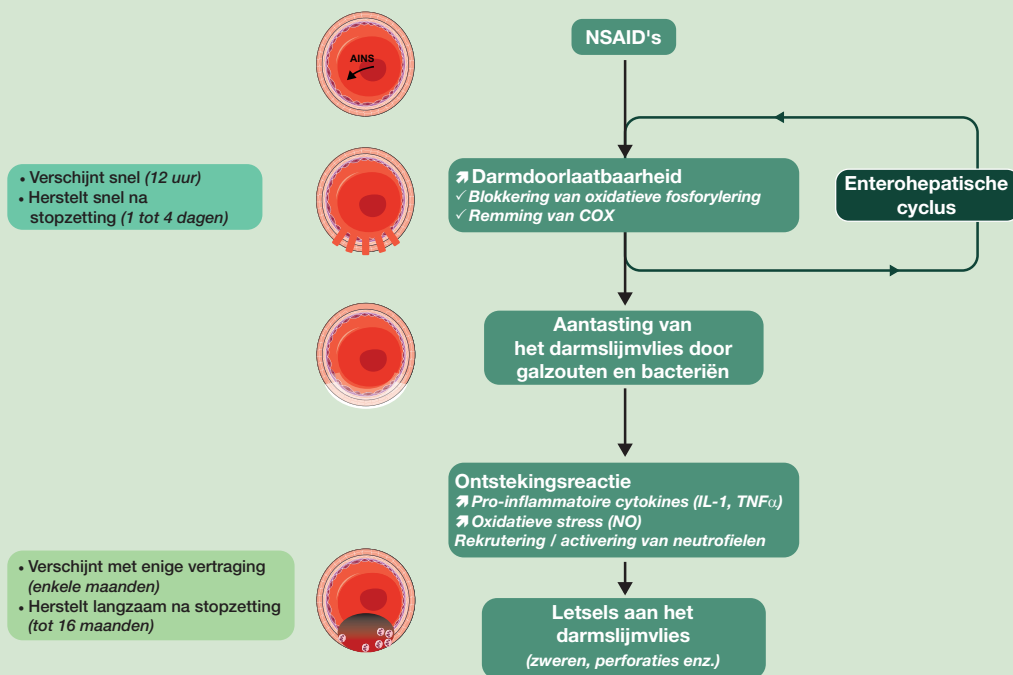 AINS
NSAID's
• Verschijnt snel (12 uur)
• Herstelt snel na
stopzetting (1 tot 4 dagen)
↗ Darmdoorlaatbaarheid
✓ Blokkering van oxidatieve fosforylering
✓ Remming van COX
Enterohepatische
cyclus
Aantasting van
het darmslijmvlies door
galzouten en bacteriën
Ontstekingsreactie
↗ Pro-inflammatoire cytokines (IL-1, TNFα)
↗ Oxidatieve stress (NO)
Rekrutering / activering van neutrofielen
• Verschijnt met enige vertraging
(enkele maanden)
• Herstelt langzaam na stopzetting
(tot 16 maanden)
Letsels aan het
darmslijmvlies
(zweren, perforaties enz.)